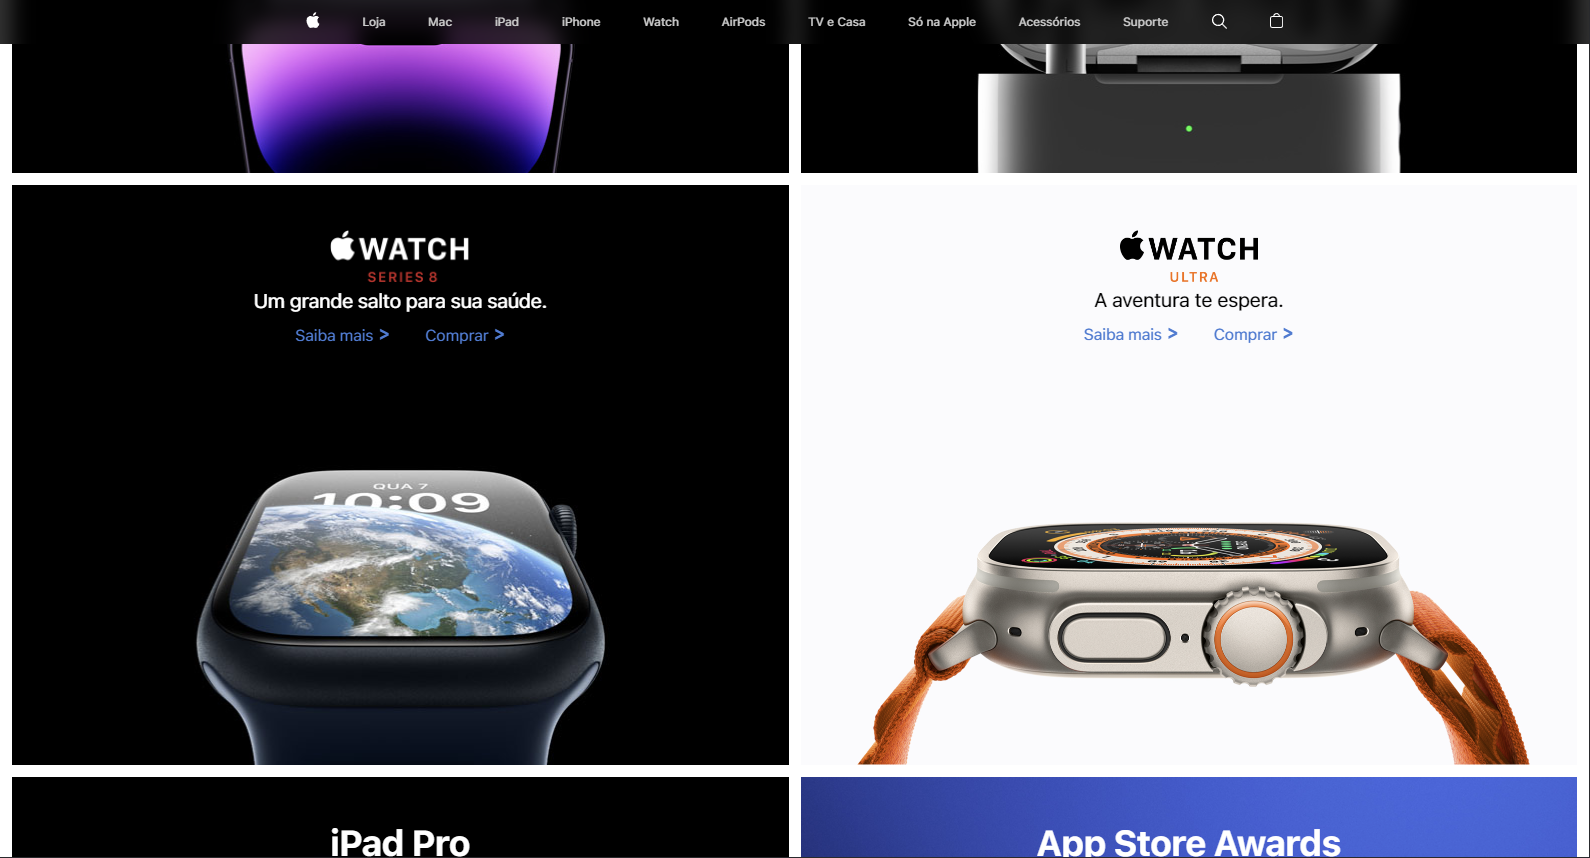 Loja Mac iPad iPhone Watch AirPods TV e Casa Só na Apple Acessórios Suporte
WATCH
SERIES 8
Um grande salto para sua saúde.
Saiba mais > Comprar >
QUA 7
10:09
WATCH
ULTRA
A aventura te espera.
Saiba mais > Comprar >
iPad Pro
App Store Awards